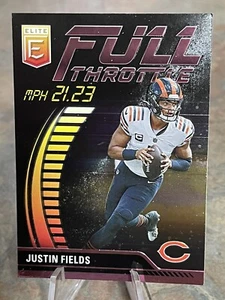 ELITE
E
FULL
THROTTLE
MPH 21.23
C
JUSTIN FIELDS
C